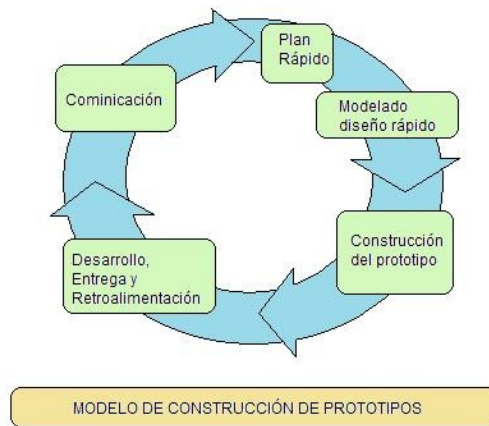 Plan
Rápido
Modelado
diseño rápido
Construcción
del prototipo
Desarrollo,
Entrega y
Retroalimentación
Cominicación
MODELO DE CONSTRUCCIÓN DE PROTOTIPOS